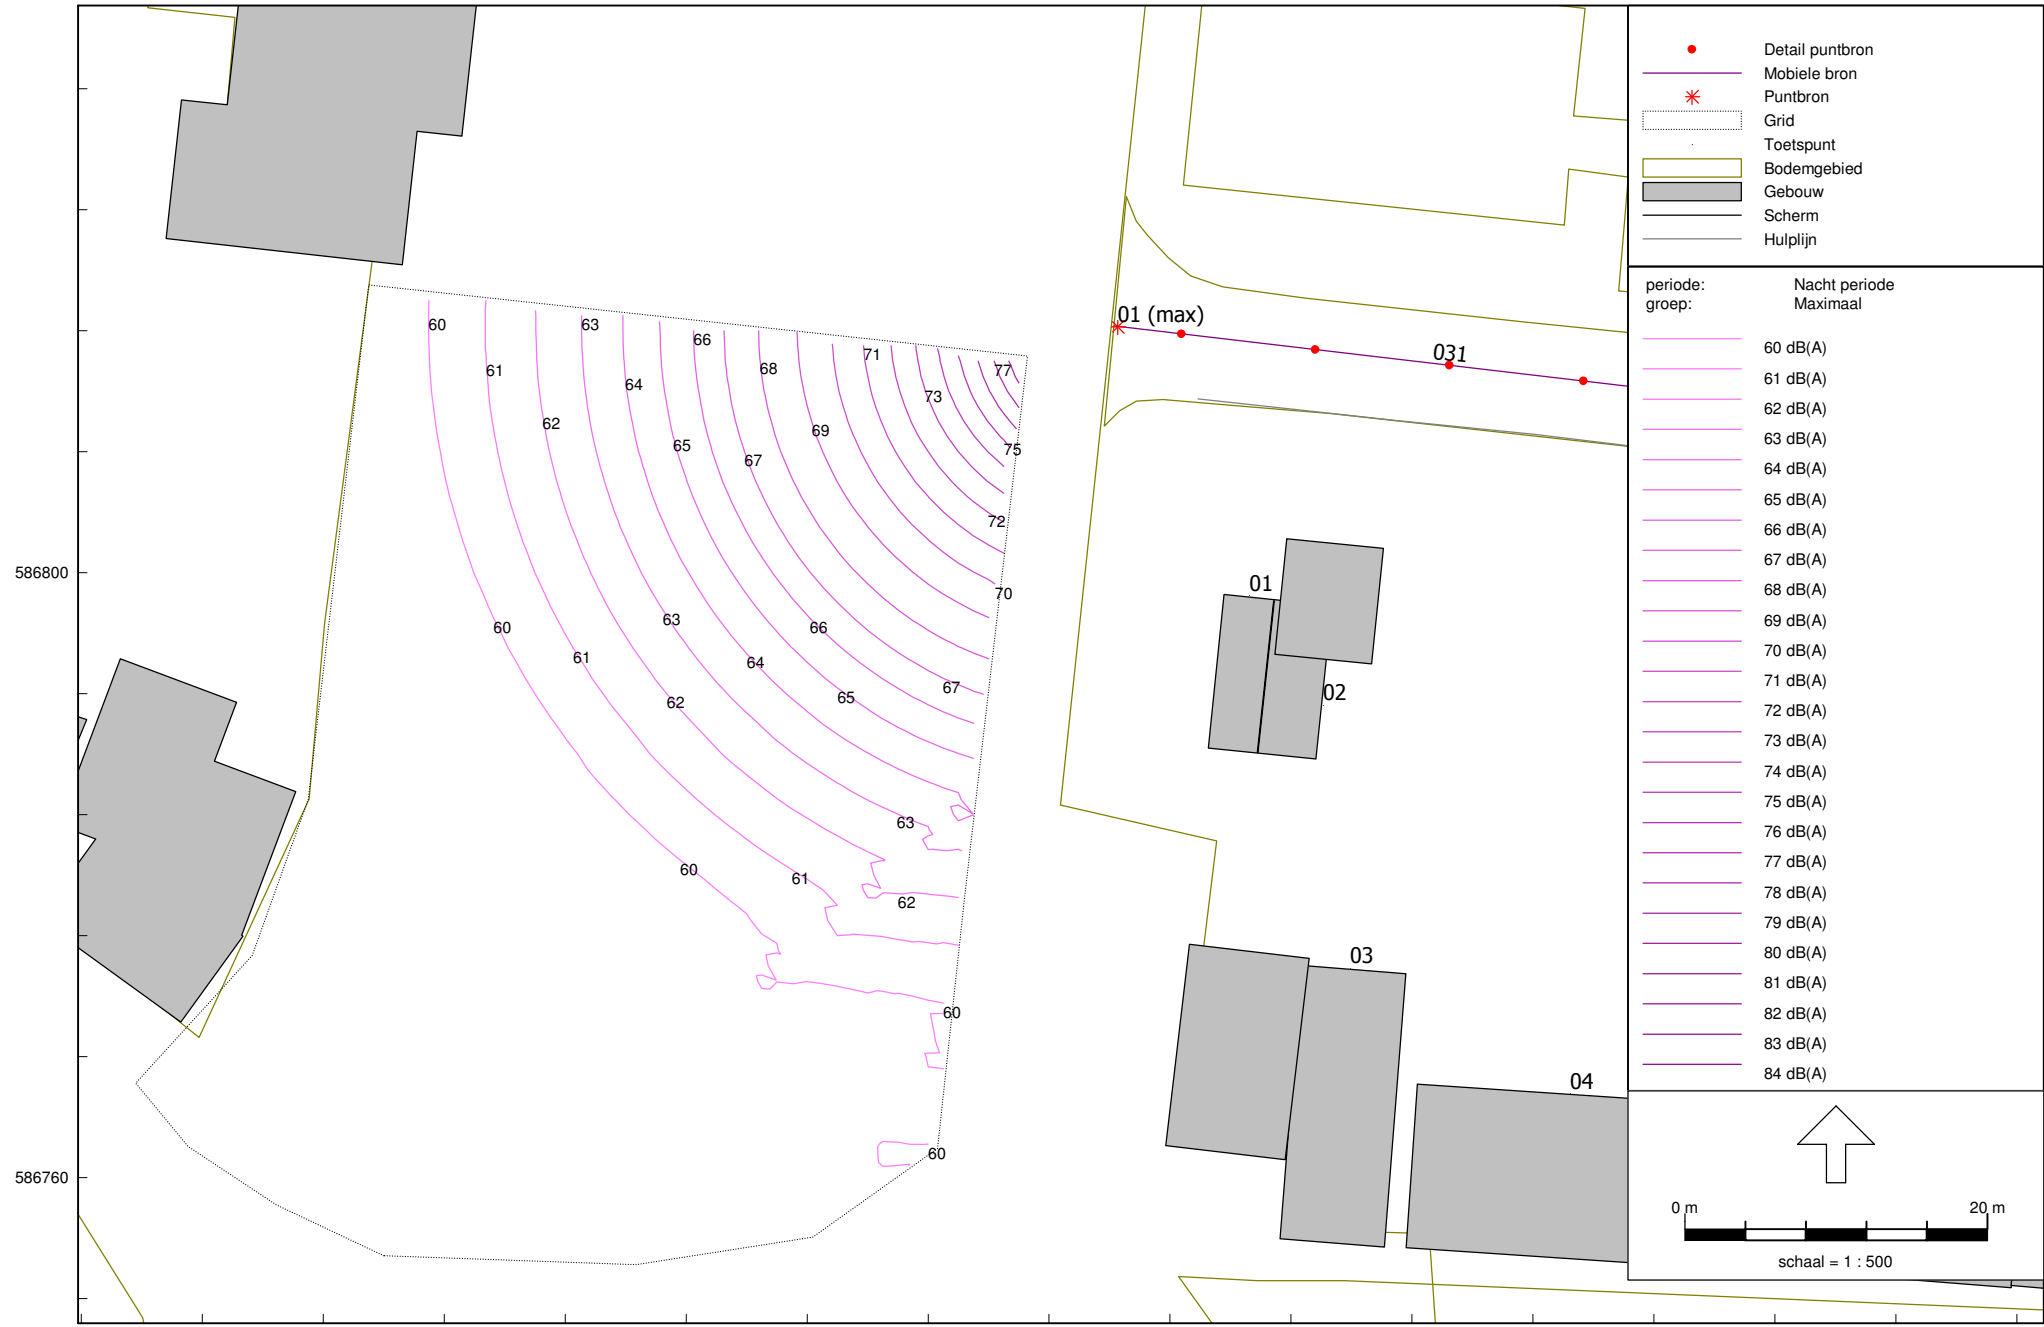 Detail puntbron
Mobiele bron
Puntbron
Grid
Toetspunt
Bodemgebied
Gebouw
Scherm
Hulplijn
periode: Nacht periode
groep: Maximaal
60 dB(A)
61 dB(A)
62 dB(A)
63 dB(A)
64 dB(A)
65 dB(A)
66 dB(A)
67 dB(A)
68 dB(A)
69 dB(A)
70 dB(A)
71 dB(A)
72 dB(A)
73 dB(A)
74 dB(A)
75 dB(A)
76 dB(A)
77 dB(A)
78 dB(A)
79 dB(A)
80 dB(A)
81 dB(A)
82 dB(A)
83 dB(A)
84 dB(A)
0 m 20 m
schaal = 1 : 500
01 (max)
031
60
63
66
71
77
61
64
68
73
62
65
67
69
75
72
586800
70
01
60
63
66
61
64
67
62
65
02
63
60
61
62
03
60
04
60
586760